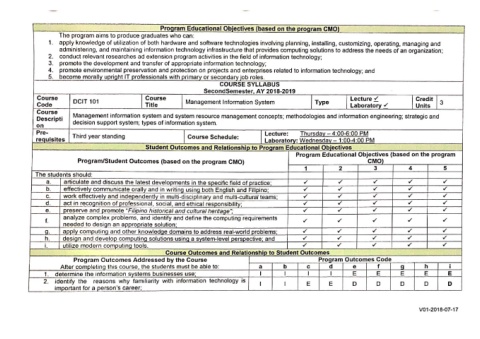 Program Educational Objectives (based on the program CMO)
The program aims to produce graduates who can:
1. apply knowledge of utilization of both hardware and software technologies involving planning, installing, customizing, operating, managing and
administering, and maintaining information technology infrastructure that provides computing solutions to address the needs of an organization;
2. conduct relevant researches ad extension program activities in the field of information technology;
3. promote the development and transfer of appropriate information technology;
4. promote environmental preservation and protection on projects and enterprises related to information technology; and
5. become morally upright IT professionals with primary or secondary job roles.
COURSE SYLLABUS
SecondSemester, AY 2018-2019
Course Code DCIT 101 Course Title Management Information System Type Lecture ✓ Laboratory ✓ Credit Units 3
Course Description Management information system and system resource management concepts; methodologies and information engineering; strategic and
decision support system; types of information system.
Pre-requisites Third year standing Course Schedule: Lecture: Thursday – 4:00-6:00 PM
Laboratory: Wednesday – 1:00-4:00 PM
Student Outcomes and Relationship to Program Educational Objectives
Program/Student Outcomes (based on the program CMO) Program Educational Objectives (based on the program CMO)
1 2 3 4 5
The students should:
a. articulate and discuss the latest developments in the specific field of practice; ✓ ✓ ✓ ✓ ✓
b. effectively communicate orally and in writing using both English and Filipino; ✓ ✓ ✓ ✓ ✓
c. work effectively and independently in multi-disciplinary and multi-cultural teams; ✓ ✓ ✓ ✓ ✓
d. act in recognition of professional, social, and ethical responsibility; ✓ ✓ ✓ ✓ ✓
e. preserve and promote "Filipino historical and cultural heritage"; ✓ ✓ ✓ ✓ ✓
f. analyze complex problems, and identify and define the computing requirements
needed to design an appropriate solution; ✓ ✓ ✓ ✓ ✓
g. apply computing and other knowledge domains to address real-world problems; ✓ ✓ ✓ ✓ ✓
h. design and develop computing solutions using a system-level perspective; and ✓ ✓ ✓ ✓ ✓
i. utilize modern computing tools. ✓ ✓ ✓ ✓ ✓
Course Outcomes and Relationship to Student Outcomes
Program Outcomes Addressed by the Course Program Outcomes Code
After completing this course, the students must be able to: a b c d e f g h i
1. determine the information systems businesses use; I I I I E E E E E
2. identify the reasons why familiarity with information technology is
important for a person's career; I I E E D D D D D
V01-2018-07-17